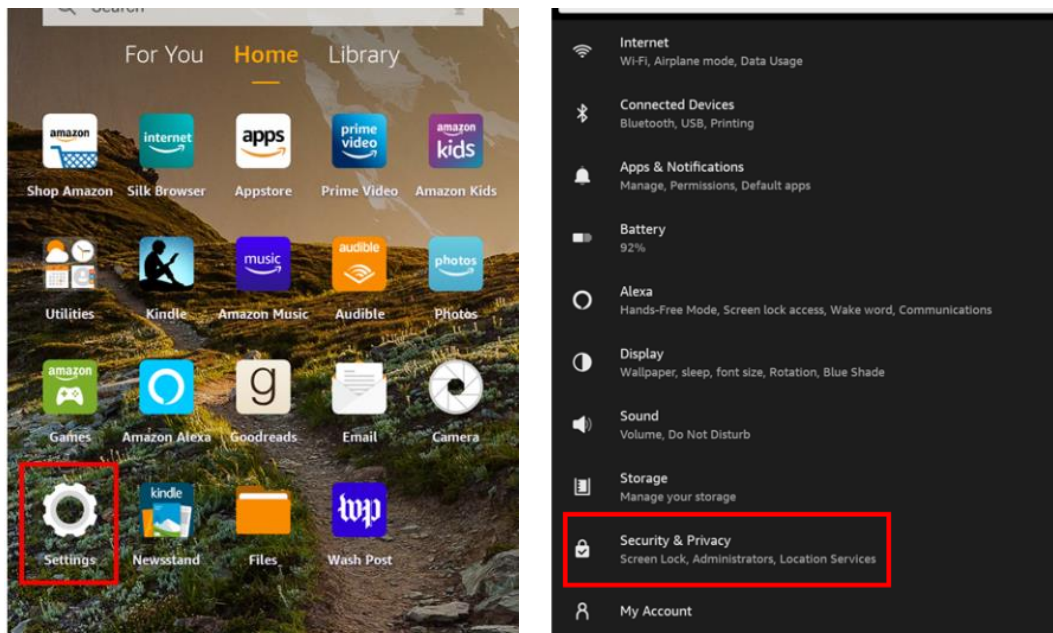 Search
For You Home Library
amazon
internet
apps
prime
video
amazon
kids
Shop Amazon Silk Browser Appstore Prime Video Amazon Kids
music
audible
photos
Utilities Kindle Amazon Music Audible Photos
amazon
g
Games Amazon Alexa Goodreads Email Camera
kindle
wp
Settings Newsstand Files Wash Post
Internet
Wi-Fi, Airplane mode, Data Usage
Connected Devices
Bluetooth, USB, Printing
Apps & Notifications
Manage, Permissions, Default apps
Battery
92%
Alexa
Hands-Free Mode, Screen lock access, Wake word, Communications
Display
Wallpaper, sleep, font size, Rotation, Blue Shade
Sound
Volume, Do Not Disturb
Storage
Manage your storage
Security & Privacy
Screen Lock, Administrators, Location Services
My Account